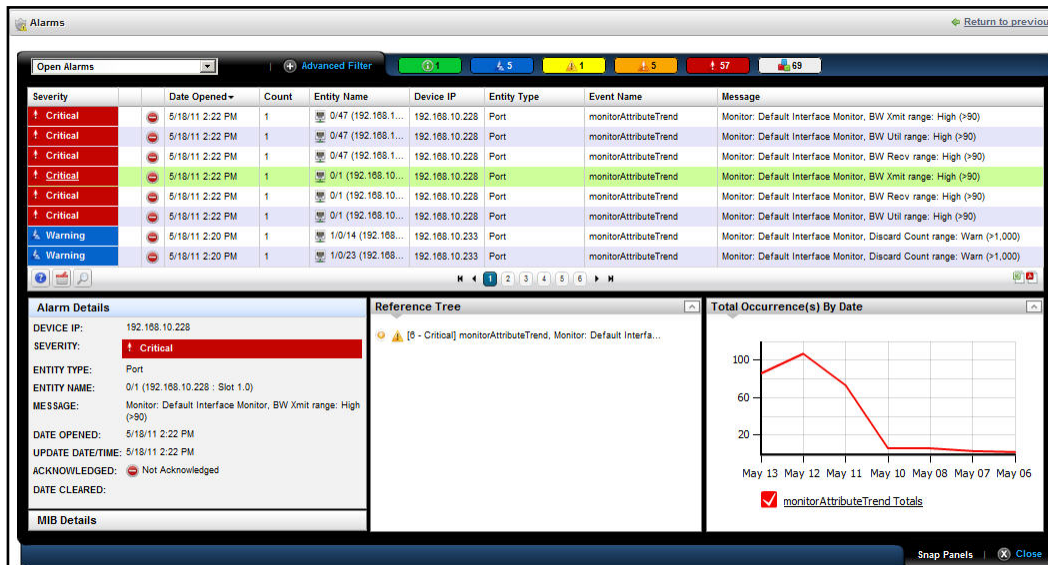 Alarms
Return to previou
Open Alarms
Advanced Filter
1
5
1
5
57
69
Severity Date Opened Count Entity Name Device IP Entity Type Event Name Message
Critical 5/18/11 2:22 PM 1 0/47 (192.168.1... 192.168.10.228 Port monitorAttributeTrend Monitor: Default Interface Monitor, BW Xmit range: High (>90)
Critical 5/18/11 2:22 PM 1 0/47 (192.168.1... 192.168.10.228 Port monitorAttributeTrend Monitor: Default Interface Monitor, BW Util range: High (>90)
Critical 5/18/11 2:22 PM 1 0/47 (192.168.1... 192.168.10.228 Port monitorAttributeTrend Monitor: Default Interface Monitor, BW Recv range: High (>90)
Critical 5/18/11 2:22 PM 1 0/1 (192.168.10... 192.168.10.228 Port monitorAttributeTrend Monitor: Default Interface Monitor, BW Xmit range: High (>90)
Critical 5/18/11 2:22 PM 1 0/1 (192.168.10... 192.168.10.228 Port monitorAttributeTrend Monitor: Default Interface Monitor, BW Recv range: High (>90)
Critical 5/18/11 2:22 PM 1 0/1 (192.168.10... 192.168.10.228 Port monitorAttributeTrend Monitor: Default Interface Monitor, BW Util range: High (>90)
Warning 5/18/11 2:20 PM 1 1/0/14 (192.168... 192.168.10.233 Port monitorAttributeTrend Monitor: Default Interface Monitor, Discard Count range: Warn (>1,000)
Warning 5/18/11 2:20 PM 1 1/0/23 (192.168... 192.168.10.233 Port monitorAttributeTrend Monitor: Default Interface Monitor, Discard Count range: Warn (>1,000)
1 2 3 4 5 6
Alarm Details
DEVICE IP: 192.168.10.228
SEVERITY: Critical
ENTITY TYPE: Port
ENTITY NAME: 0/1 (192.168.10.228 : Slot 1.0)
MESSAGE: Monitor: Default Interface Monitor, BW Xmit range: High
(>90)
DATE OPENED: 5/18/11 2:22 PM
UPDATE DATE/TIME: 5/18/11 2:22 PM
ACKNOWLEDGED: Not Acknowledged
DATE CLEARED:
MIB Details
Reference Tree
[6 - Critical] monitorAttributeTrend, Monitor: Default Interfa...
Total Occurrence(s) By Date
100
60
20
May 13 May 12 May 11 May 10 May 08 May 07 May 06
monitorAttributeTrend Totals
Snap Panels | Close